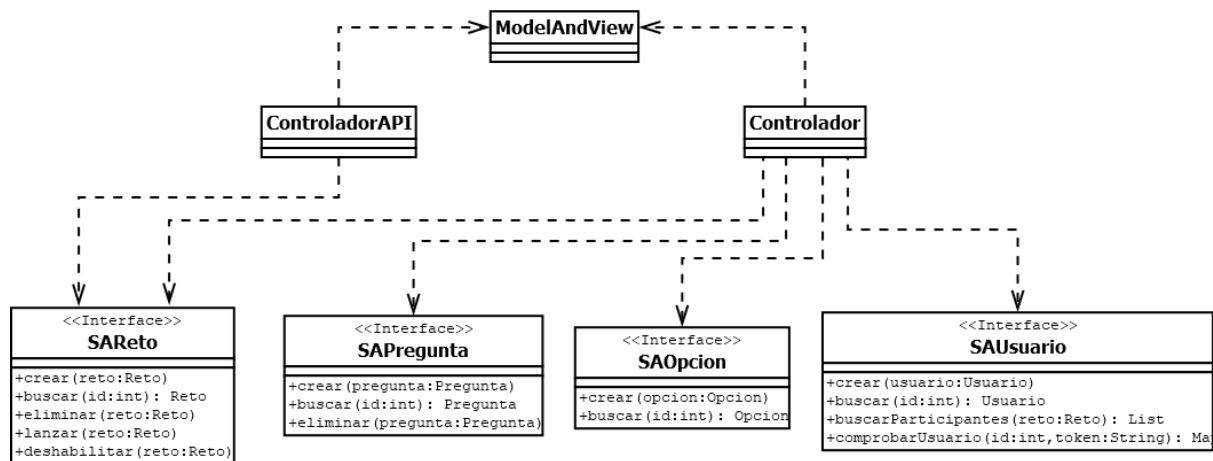 ModelAndView
ControladorAPI
Controlador
<<Interface>>
SAReto
+crear(reto:Reto)
+buscar(id:int): Reto
+eliminar(reto:Reto)
+lanzar(reto:Reto)
+deshabilitar(reto:Reto)
<<Interface>>
SAPregunta
+crear(pregunta:Pregunta)
+buscar(id:int): Pregunta
+eliminar(pregunta:Pregunta)
<<Interface>>
SAOpcion
+crear(opcion:Opcion)
+buscar(id:int): Opcion
<<Interface>>
SAUsuario
+crear(usuario:Usuario)
+buscar(id:int): Usuario
+buscarParticipantes(reto:Reto): List
+comprobarUsuario(id:int,token:String):